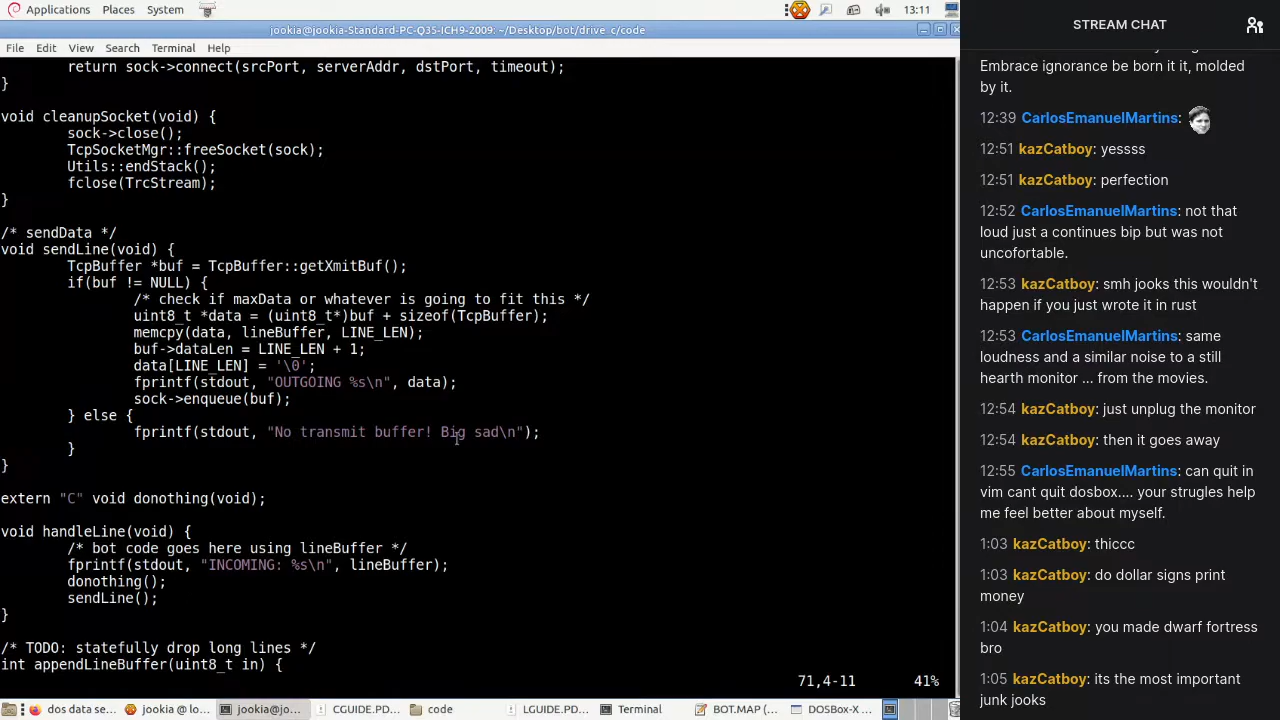 Applications Places System 13:11
jookia@jookia-Standard-PC-Q35-ICH9-2009: ~/Desktop/bot/drive_c/code
File Edit View Search Terminal Help
return sock->connect(srcPort, serverAddr, dstPort, timeout);
}
void cleanupSocket(void) {
sock->close();
TcpSocketMgr::freeSocket(sock);
Utils::endStack();
fclose(TrcStream);
}
/* sendData */
void sendLine(void) {
TcpBuffer *buf = TcpBuffer::getXmitBuf();
if(buf != NULL) {
/* check if maxData or whatever is going to fit this */
uint8_t *data = (uint8_t*)buf + sizeof(TcpBuffer);
memcpy(data, lineBuffer, LINE_LEN);
buf->dataLen = LINE_LEN + 1;
data[LINE_LEN] = '\0';
fprintf(stdout, "OUTGOING %s\n", data);
sock->enqueue(buf);
} else {
fprintf(stdout, "No transmit buffer! Big sad\n");
}
}
extern "C" void donothing(void);
void handleLine(void) {
/* bot code goes here using lineBuffer */
fprintf(stdout, "INCOMING: %s\n", lineBuffer);
donothing();
sendLine();
}
/* TODO: statefully drop long lines */
int appendLineBuffer(uint8_t in) {
71,4-11 41%
dos data se... jookia @ lo... jookia@jo... CGUIDE.PD... code LGUIDE.PD... Terminal BOT.MAP (... DOSBox-X ...
STREAM CHAT
Embrace ignorance be born it it, molded
by it.
12:39 CarlosEmanuelMartins:
12:51 kazCatboy: yessss
12:51 kazCatboy: perfection
12:52 CarlosEmanuelMartins: not that
loud just a continues bip but was not
uncofortable.
12:53 kazCatboy: smh jooks this wouldn't
happen if you just wrote it in rust
12:53 CarlosEmanuelMartins: same
loudness and a similar noise to a still
hearth monitor ... from the movies.
12:54 kazCatboy: just unplug the monitor
12:54 kazCatboy: then it goes away
12:55 CarlosEmanuelMartins: can quit in
vim cant quit dosbox.... your strugles help
me feel better about myself.
1:03 kazCatboy: thiccc
1:03 kazCatboy: do dollar signs print
money
1:04 kazCatboy: you made dwarf fortress
bro
1:05 kazCatboy: its the most important
junk jooks